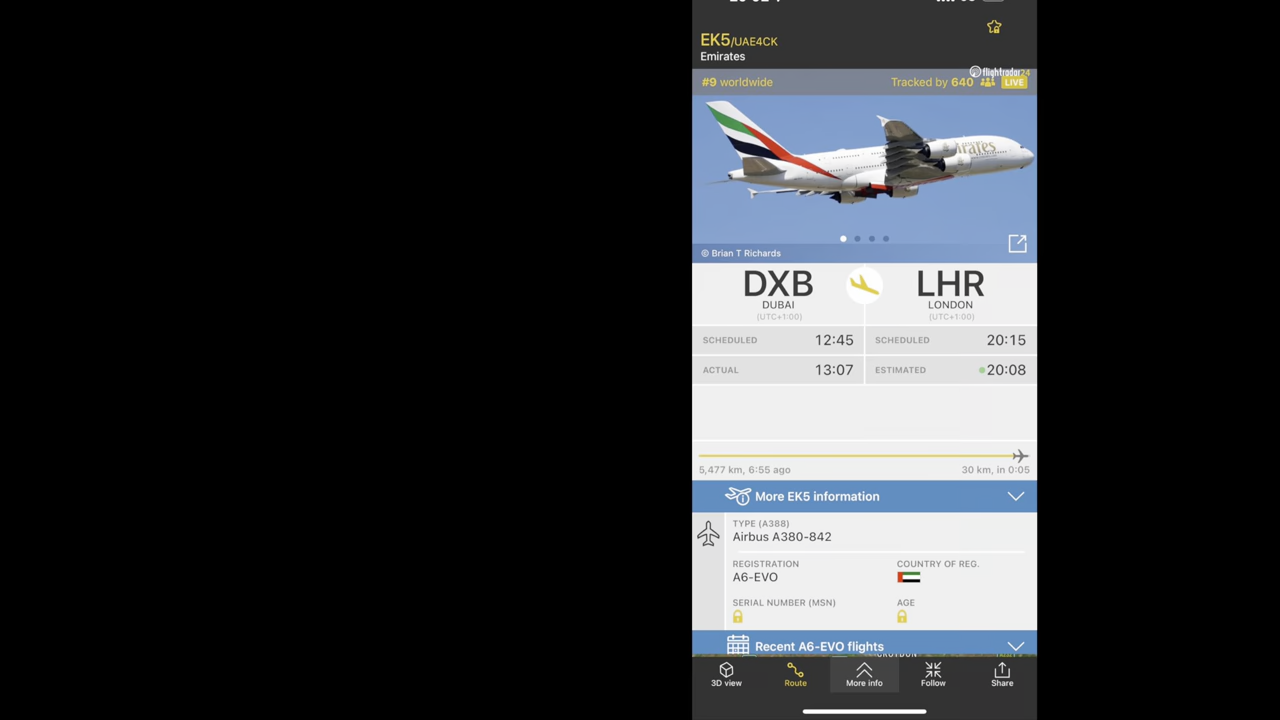 EK5/UAE4CK
Emirates
flightradar24
#9 worldwide
Tracked by 640
LIVE
Emirates
© Brian T Richards
DXB
DUBAI
(UTC+1:00)
LHR
LONDON
(UTC+1:00)
SCHEDULED 12:45
SCHEDULED 20:15
ACTUAL 13:07
ESTIMATED 20:08
5,477 km, 6:55 ago
30 km, in 0:05
More EK5 information
TYPE (A388)
Airbus A380-842
REGISTRATION
A6-EVO
COUNTRY OF REG.
SERIAL NUMBER (MSN)
AGE
Recent A6-EVO flights
CROYDON
3D view
Route
More info
Follow
Share